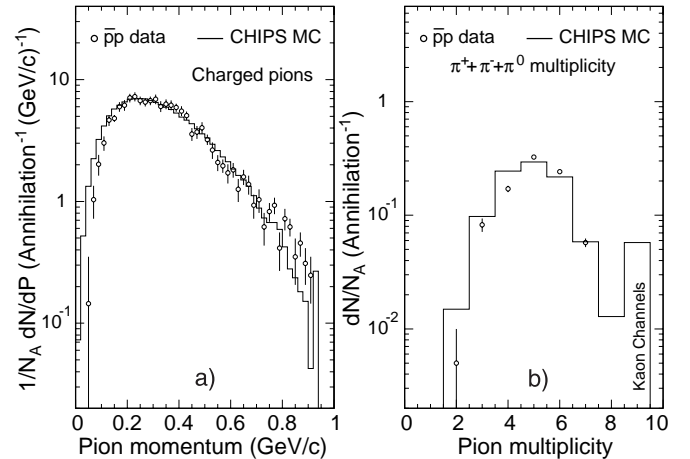 p̄p data — CHIPS MC
Charged pions
1/N_A dN/dP (Annihilation⁻¹ (GeV/c)⁻¹)
10
1
10⁻¹
a)
0 0.2 0.4 0.6 0.8 1
Pion momentum (GeV/c)
p̄p data — CHIPS MC
π⁺+π⁻+π⁰ multiplicity
dN/N_A (Annihilation⁻¹)
1
10⁻¹
10⁻²
b)
Kaon Channels
2 4 6 8 10
Pion multiplicity